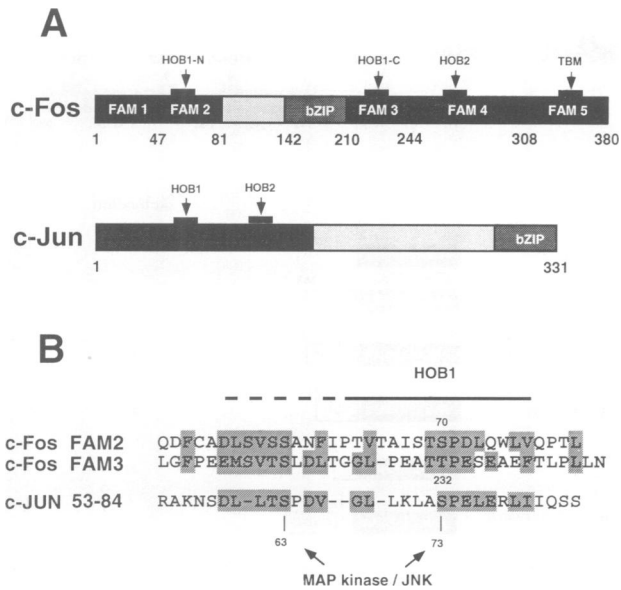 A
HOB1-N HOB1-C HOB2 TBM
c-Fos FAM 1 FAM 2 bZIP FAM 3 FAM 4 FAM 5
1 47 81 142 210 244 308 380
HOB1 HOB2
c-Jun bZIP
1 331
B
HOB1
70
c-Fos FAM2 QDFCADLSVSSANFIPTVTAISTSPDLQWLVQPTL
c-Fos FAM3 LGFPEEMSVTSLDLTGGL-PEATTPESEAEFTLPLLN
232
c-JUN 53-84 RAKNSDL-LTSPDV--GL-LKLASPELERLIIQSS
63 73
MAP kinase / JNK